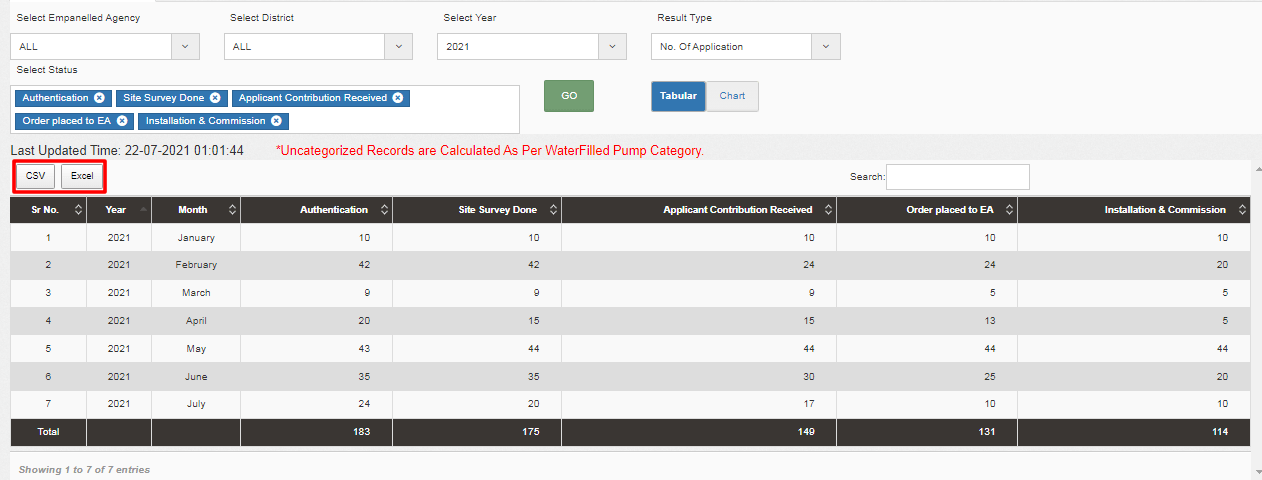 Select Empanelled Agency Select District Select Year Result Type
ALL ALL 2021 No. Of Application
Select Status
Authentication Site Survey Done Applicant Contribution Received
Order placed to EA Installation & Commission
GO Tabular Chart
Last Updated Time: 22-07-2021 01:01:44 *Uncategorized Records are Calculated As Per WaterFilled Pump Category.
CSV Excel Search:
Sr No. Year Month Authentication Site Survey Done Applicant Contribution Received Order placed to EA Installation & Commission
1 2021 January 10 10 10 10 10
2 2021 February 42 42 24 24 20
3 2021 March 9 9 9 5 5
4 2021 April 20 15 15 13 5
5 2021 May 43 44 44 44 44
6 2021 June 35 35 30 25 20
7 2021 July 24 20 17 10 10
Total 183 175 149 131 114
Showing 1 to 7 of 7 entries